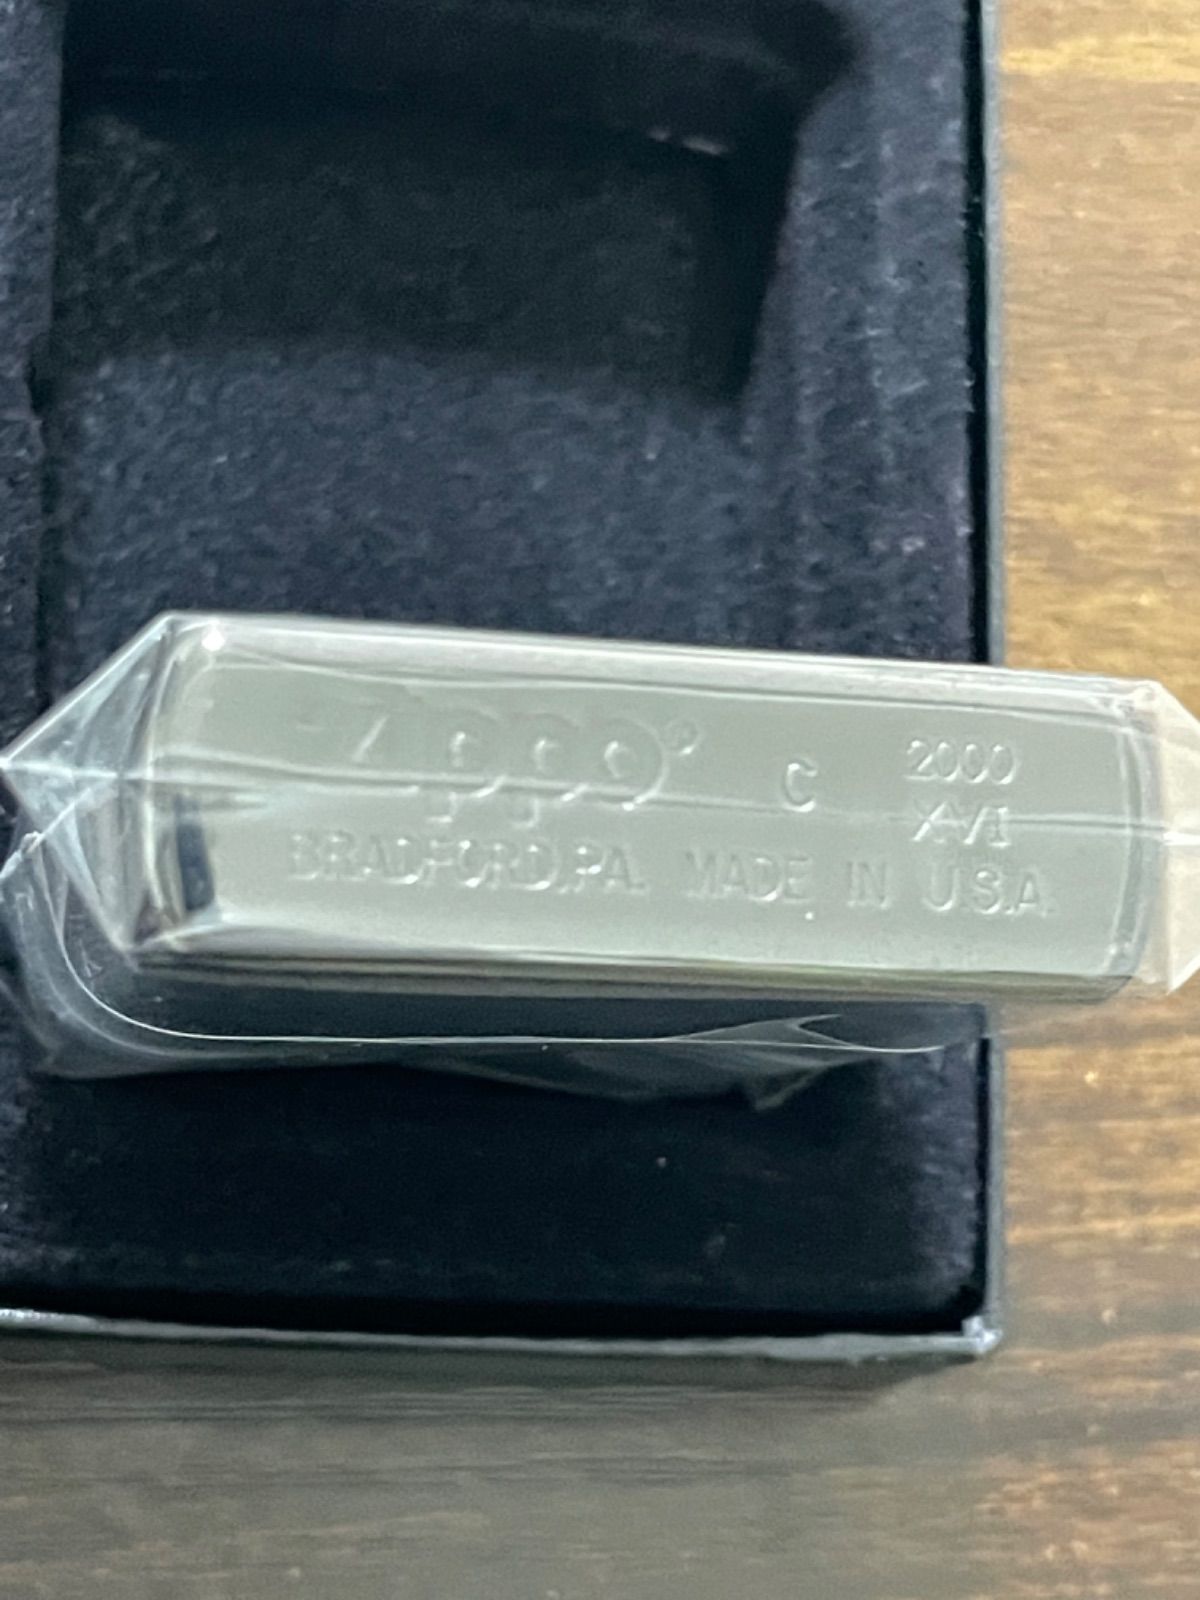 Zippo® C 2000
XVI
BRADFORD, PA. MADE IN U.S.A.